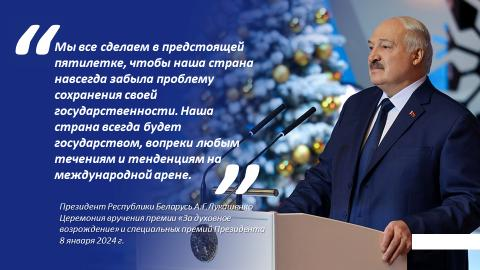 “
Мы все сделаем в предстоящей
пятилетке, чтобы наша страна
навсегда забыла проблему
сохранения своей
государственности. Наша
страна всегда будет
государством, вопреки любым
течениям и тенденциям на
международной арене.
”
Президент Республики Беларусь А.Г.Лукашенко
Церемония вручения премии «За духовное
возрождение» и специальных премий Президента
8 января 2024 г.